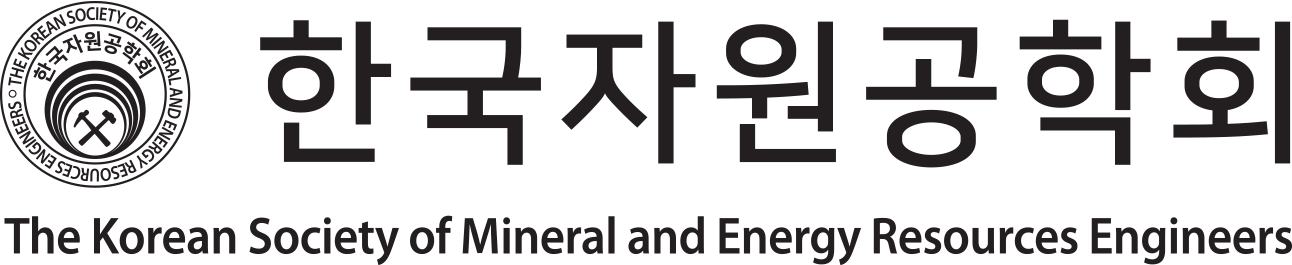 THE KOREAN SOCIETY OF MINERAL AND ENERGY RESOURCES ENGINEERS
한국자원공학회
한국자원공학회
The Korean Society of Mineral and Energy Resources Engineers